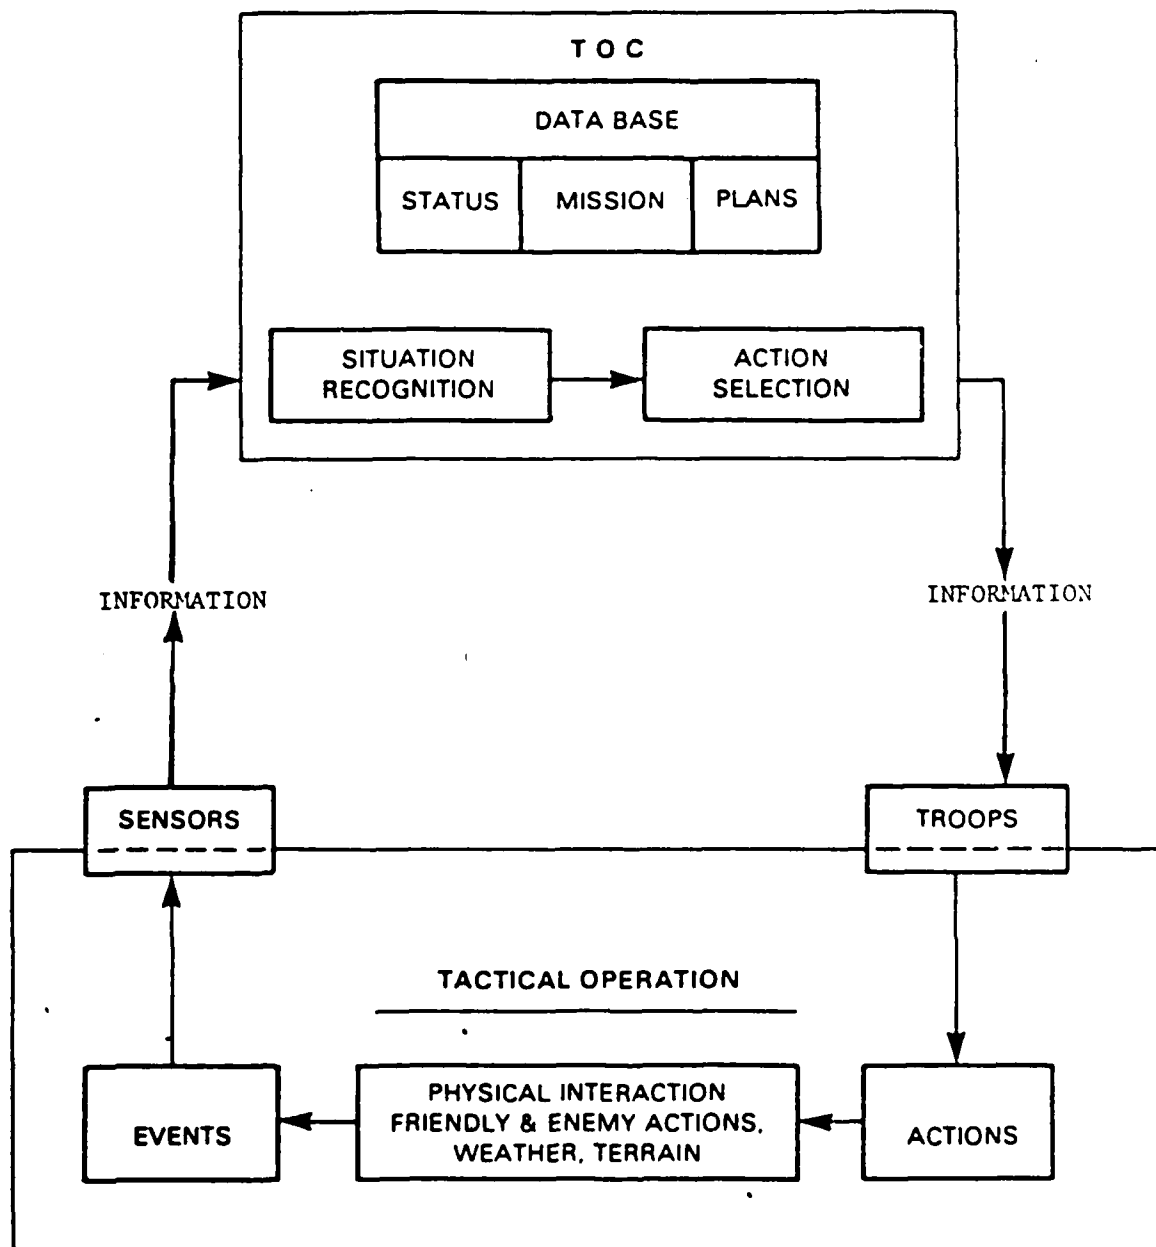 TOC
DATA BASE
STATUS MISSION PLANS
SITUATION
RECOGNITION
ACTION
SELECTION
INFORMATION
INFORMATION
SENSORS
TROOPS
TACTICAL OPERATION
EVENTS
PHYSICAL INTERACTION
FRIENDLY & ENEMY ACTIONS,
WEATHER, TERRAIN
ACTIONS